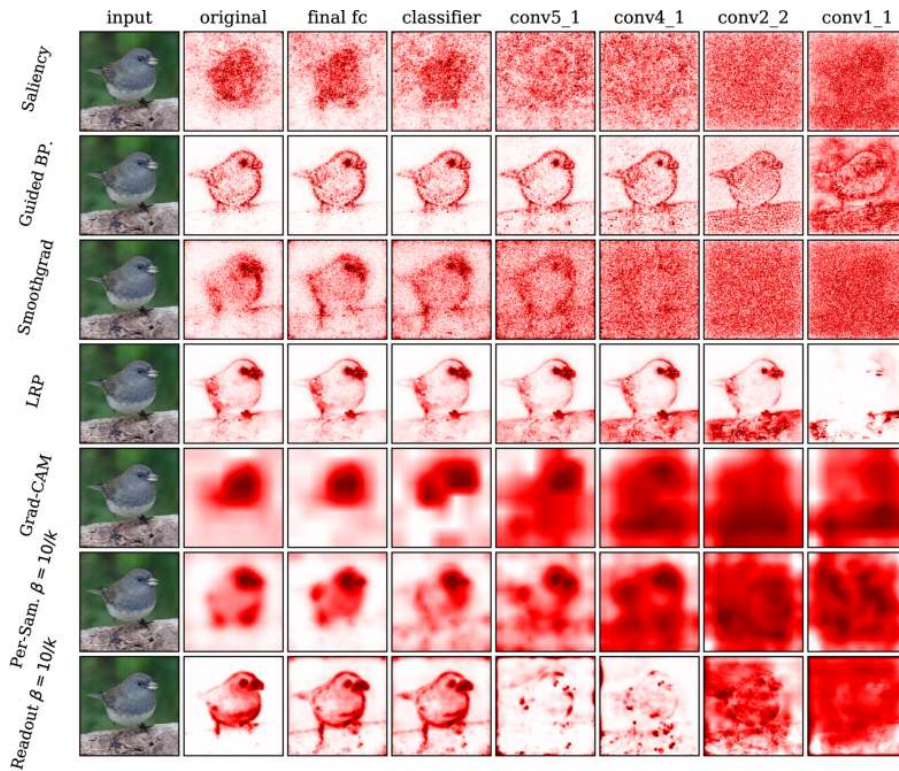 input original final fc classifier conv5_1 conv4_1 conv2_2 conv1_1
Saliency
Guided BP.
Smoothgrad
LRP
Grad-CAM
Per-Sam. β = 10/k
Readout β = 10/k